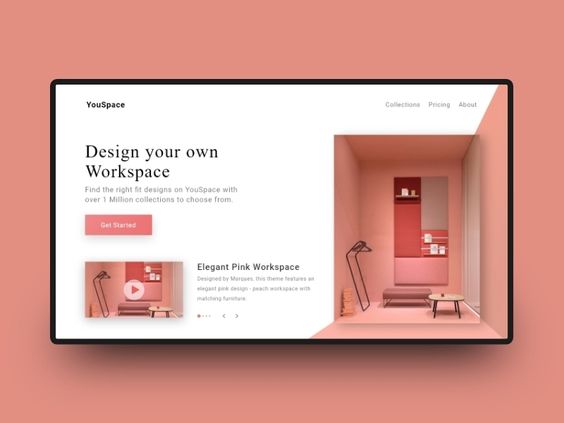 YouSpace
Collections Pricing About
Design your own
Workspace
Find the right fit designs on YouSpace with
over 1 Million collections to choose from.
Get Started
Elegant Pink Workspace
Designed by Marques, this theme features an
elegant pink design - peach workspace with
matching furniture.